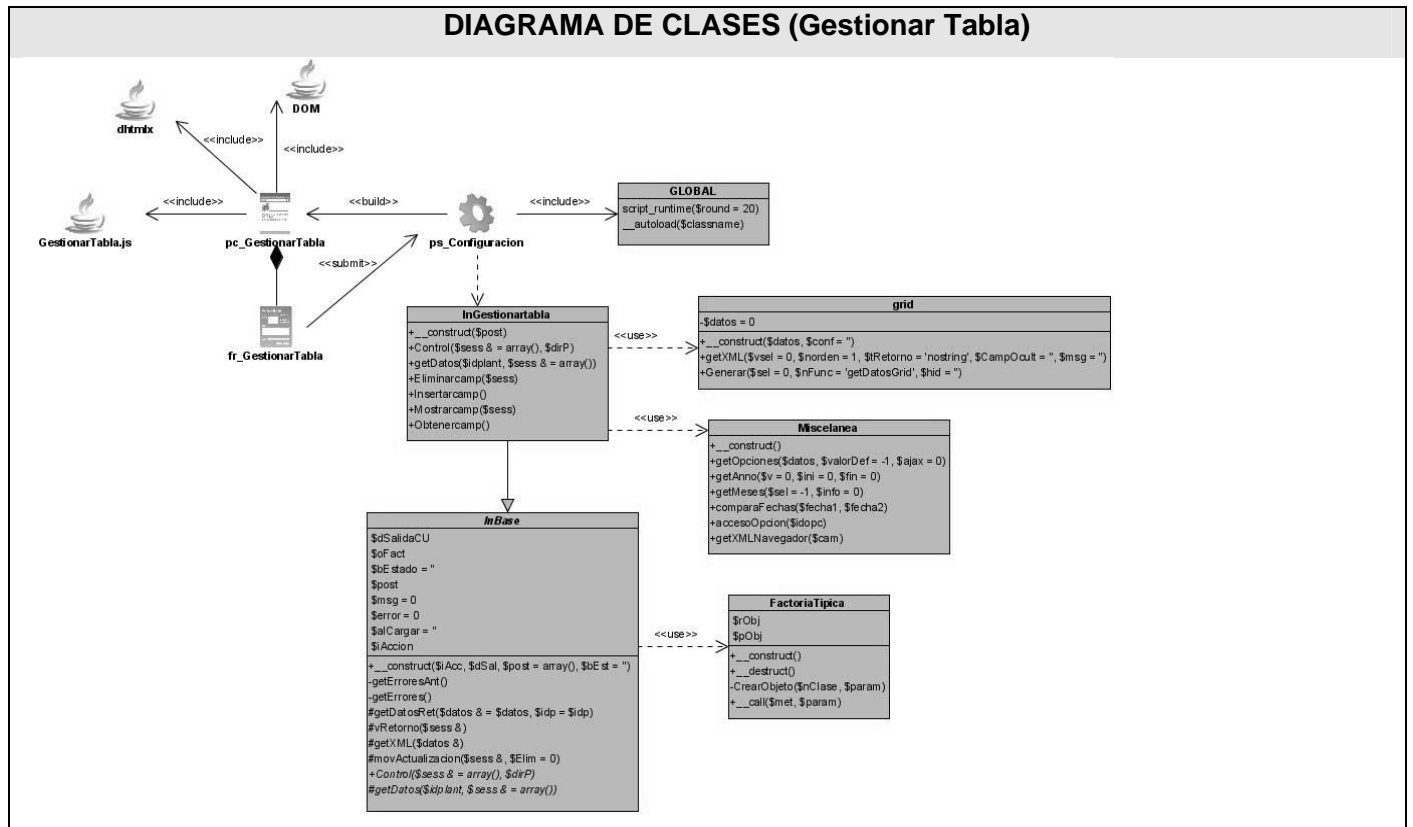 DIAGRAMA DE CLASES (Gestionar Tabla)
DOM
dhtmlx
<<include>>
<<include>>
<<include>>
<<build>>
<<include>>
GLOBAL
script_runtime($round = 20)
__autoload($classname)
GestionarTabla.js
pc_GestionarTabla
ps_Configuracion
<<submit>>
fr_GestionarTabla
InGestionartabla
+__construct($post)
+Control($sess & = array(), $dirP)
+getDatos($idplant, $sess & = array())
+Eliminarcamp($sess)
+Insertarcamp()
+Mostrarcamp($sess)
+Obtenercamp()
<<use>>
grid
-$datos = 0
+__construct($datos, $conf = '')
+getXML($vsel = 0, $norden = 1, $tRetorno = 'nostring', $CampOcult = '', $msg = '')
+Generar($sel = 0, $nFunc = 'getDatosGrid', $hid = '')
<<use>>
Miscelanea
+__construct()
+getOpciones($datos, $valorDef = -1, $ajax = 0)
+getAnno($v = 0, $ini = 0, $fin = 0)
+getMeses($sel = -1, $info = 0)
+comparaFechas($fecha1, $fecha2)
+accesoOpcion($idopc)
+getXMLNavegador($cam)
InBase
$dSalidaCU
$oFact
$bEstado = ''
$post
$msg = 0
$error = 0
$alCargar = ''
$iAccion
+__construct($iAcc, $dSal, $post = array(), $bEst = '')
-getErroresAnt()
-getErrores()
#getDatosRet($datos & = $datos, $idp = $idp)
#vRetorno($sess &)
#getXML($datos &)
#movActualizacion($sess &, $Elim = 0)
+Control($sess & = array(), $dirP)
#getDatos($idplant, $sess & = array())
<<use>>
FactoriaTipica
$rObj
$pObj
+__construct()
+__destruct()
-CrearObjeto($nClase, $param)
+__call($met, $param)